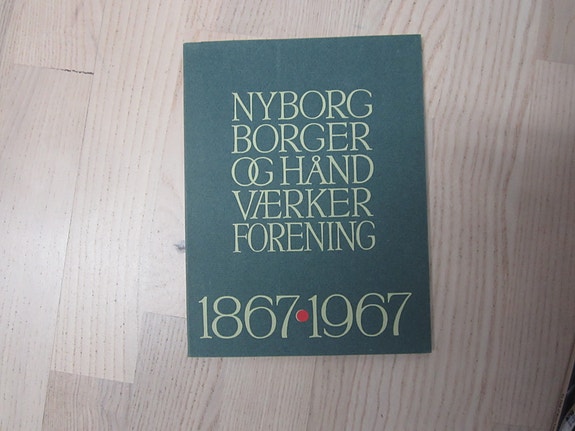 NYBORG
BORGER
OG HÅND
VÆRKER
FORENING
1867•1967